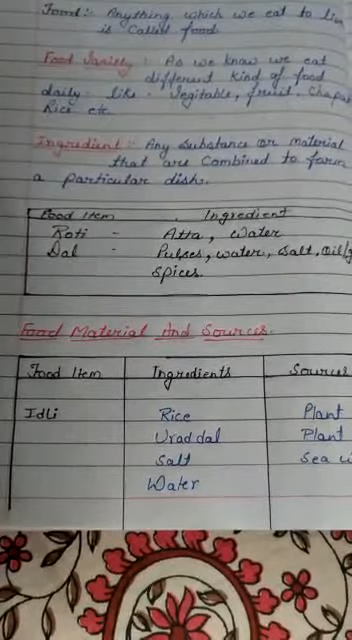 Food:- Anything which we eat to live
is called food
Food Variety:- As we know we eat
different kind of food
daily like - Vegitable, fruit, Chapa
Rice etc.
Ingredient:- Any substance or material
that are combined to form
a particular dish.
Food Item Ingredient
Roti - Atta, Water
Dal - Pulses, water, Salt, Oil/g
Spices.
Food Material And Sources.
Food Item Ingredients Sources
Idli Rice Plant
Urad dal Plant
Salt Sea w
Water